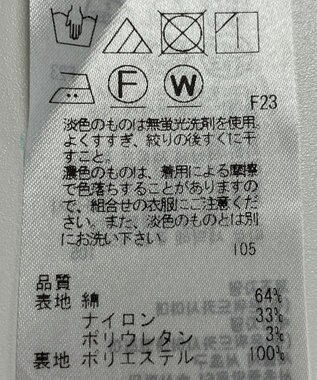 F
W
F23
淡色のものは無蛍光洗剤を使用。
よくすすぎ、絞りの後すぐに干
すこと。
濃色のものは、着用による摩擦
で色落ちすることがありますの
で、組合せの衣服にご注意くだ
さい。また、淡色のものとは別
にお洗い下さい。
105
品質
表地 綿 64%
ナイロン 33%
ポリウレタン 3%
裏地 ポリエステル 100%